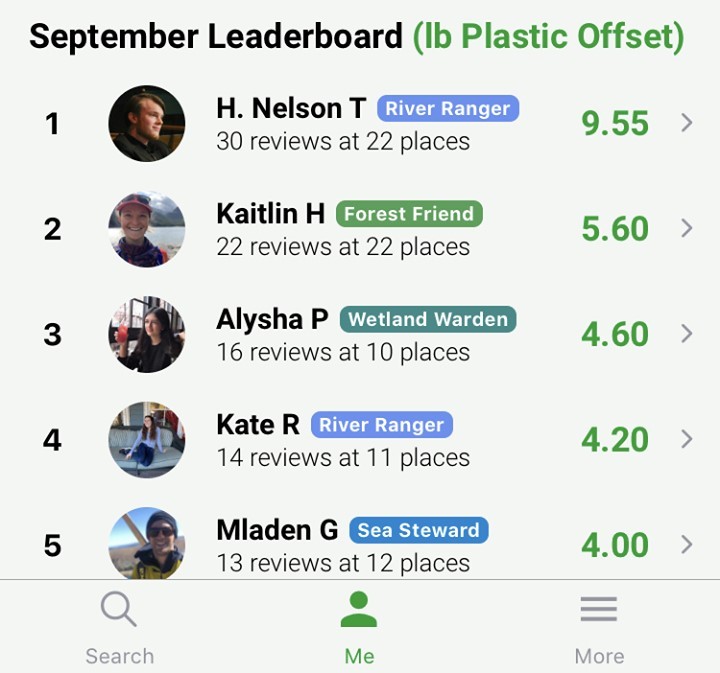 September Leaderboard (lb Plastic Offset)
1 H. Nelson T River Ranger 9.55
30 reviews at 22 places
2 Kaitlin H Forest Friend 5.60
22 reviews at 22 places
3 Alysha P Wetland Warden 4.60
16 reviews at 10 places
4 Kate R River Ranger 4.20
14 reviews at 11 places
5 Mladen G Sea Steward 4.00
13 reviews at 12 places
Search Me More